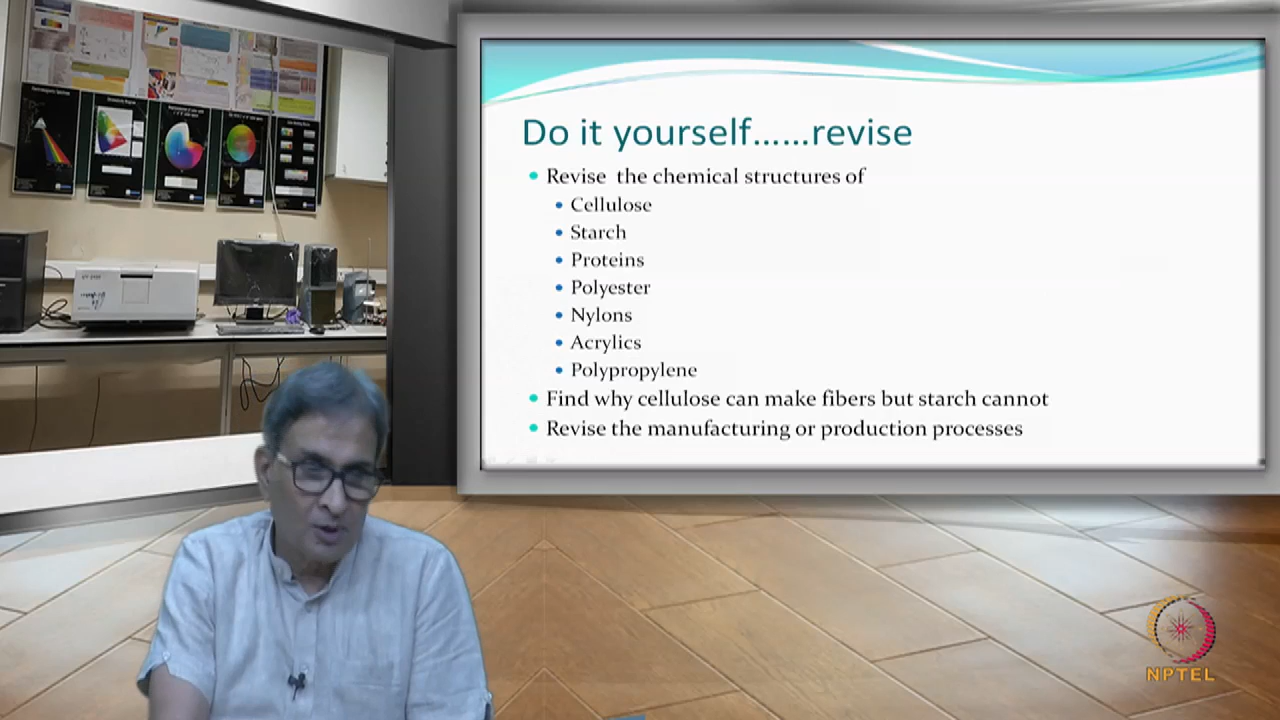 Do it yourself......revise
Revise the chemical structures of
Cellulose
Starch
Proteins
Polyester
Nylons
Acrylics
Polypropylene
Find why cellulose can make fibers but starch cannot
Revise the manufacturing or production processes
NPTEL